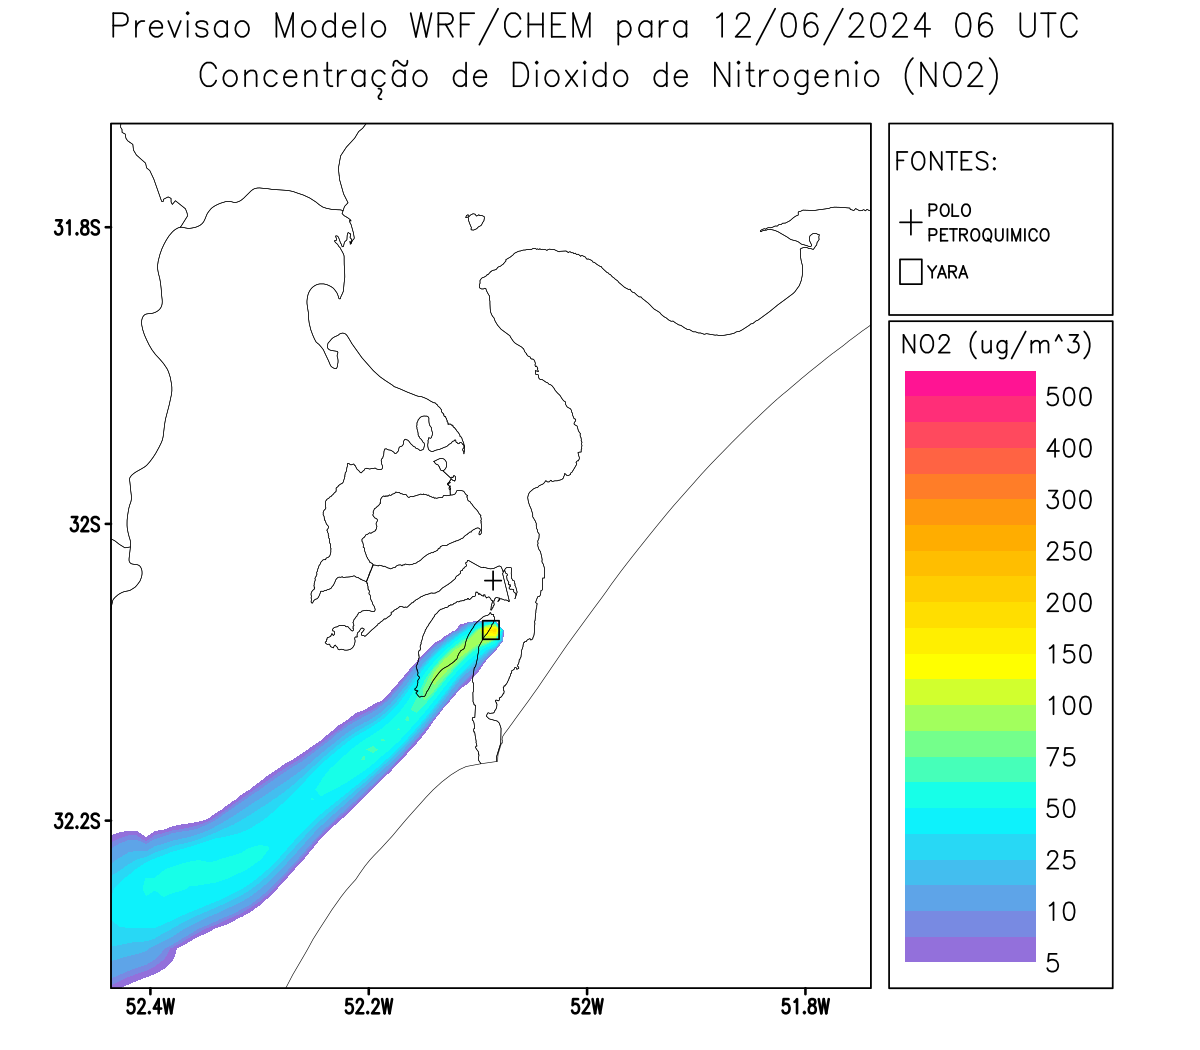 Previsao Modelo WRF/CHEM para 12/06/2024 06 UTC
Concentração de Dioxido de Nitrogenio (NO2)
FONTES:
POLO
PETROQUIMICO
YARA
NO2 (ug/m^3)
500
400
300
250
200
150
100
75
50
25
10
5
31.8S
32S
32.2S
52.4W
52.2W
52W
51.8W